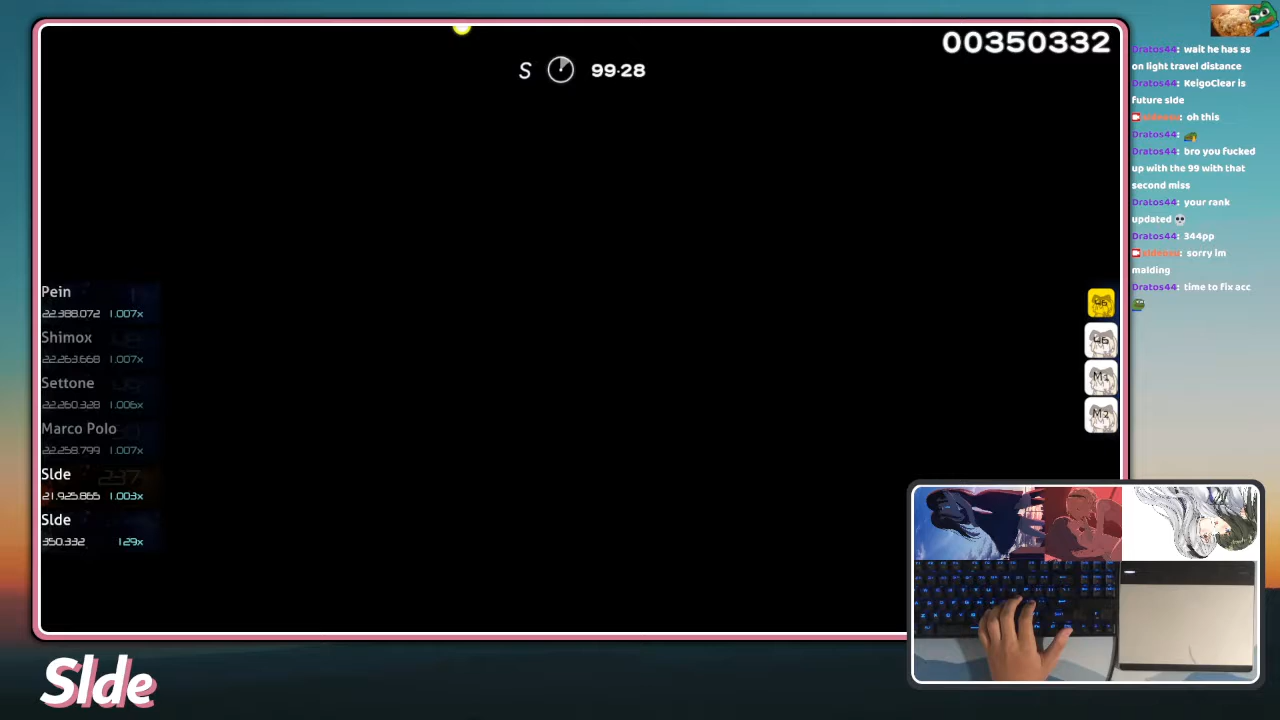 00350332
S 99.28
Dratos44: wait he has ss
on light travel distance
Dratos44: KeigoClear is
future slde
oh this
Dratos44:
Dratos44: bro you fucked
up with the 99 with that
second miss
Dratos44: your rank
updated 💀
Dratos44: 344pp
sorry im
malding
Dratos44: time to fix acc
Pein
22.388.072 1.007x
Shimox
22.263.668 1.007x
Settone
22.260.328 1.006x
Marco Polo
22.258.799 1.007x
Slde 237
21.925.865 1.003x
Slde
350.332 129x
M1
M2
Slde